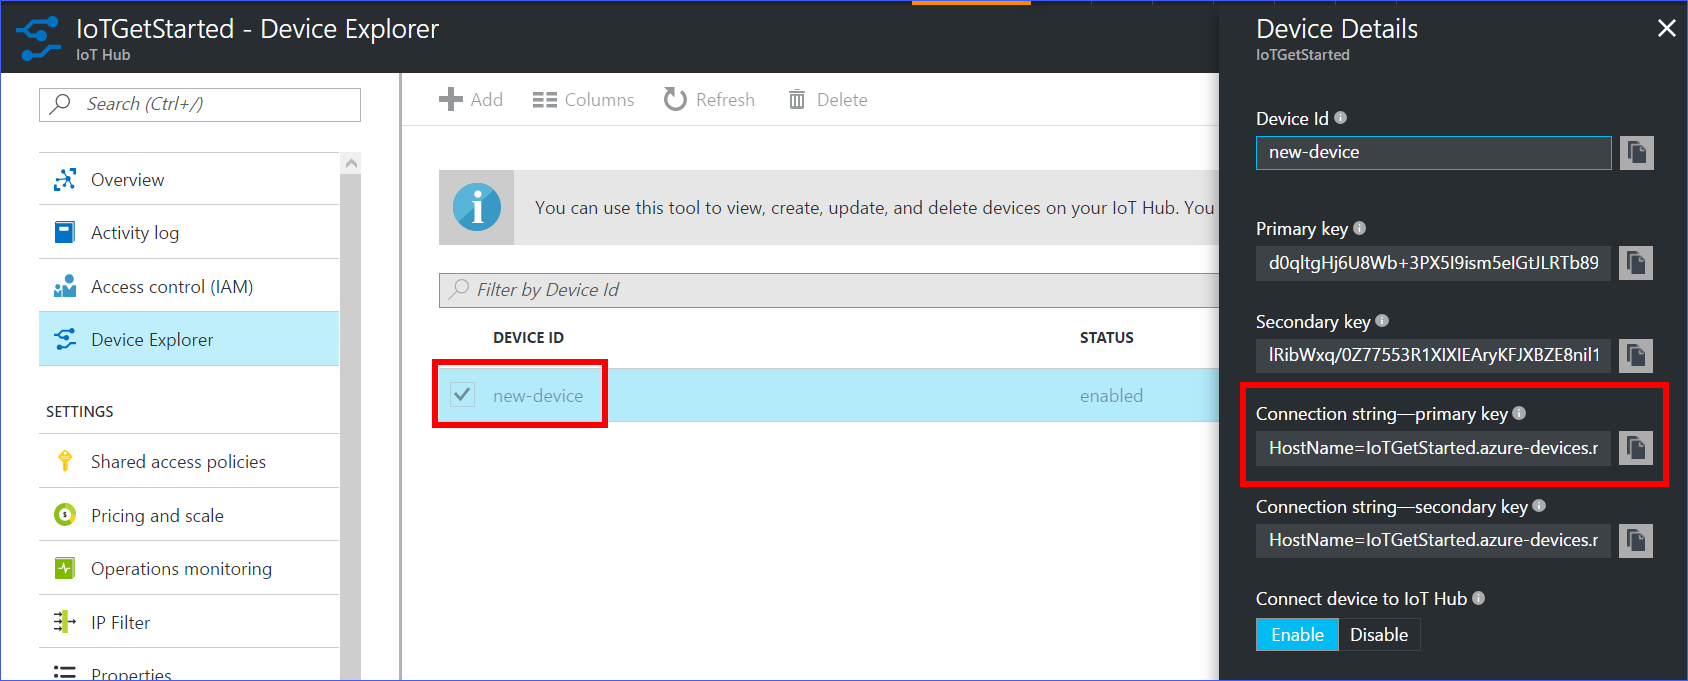 IoTGetStarted - Device Explorer
IoT Hub
Search (Ctrl+/)
Overview
Activity log
Access control (IAM)
Device Explorer
SETTINGS
Shared access policies
Pricing and scale
Operations monitoring
IP Filter
Properties
Add Columns Refresh Delete
You can use this tool to view, create, update, and delete devices on your IoT Hub. You
Filter by Device Id
DEVICE ID STATUS
new-device enabled
Device Details
IoTGetStarted
Device Id
new-device
Primary key
d0qltgHj6U8Wb+3PX5I9ism5elGtJLRTb89
Secondary key
lRibWxq/0Z77553R1XIXIEAryKFJXBZE8nil1
Connection string—primary key
HostName=IoTGetStarted.azure-devices.r
Connection string—secondary key
HostName=IoTGetStarted.azure-devices.r
Connect device to IoT Hub
Enable Disable